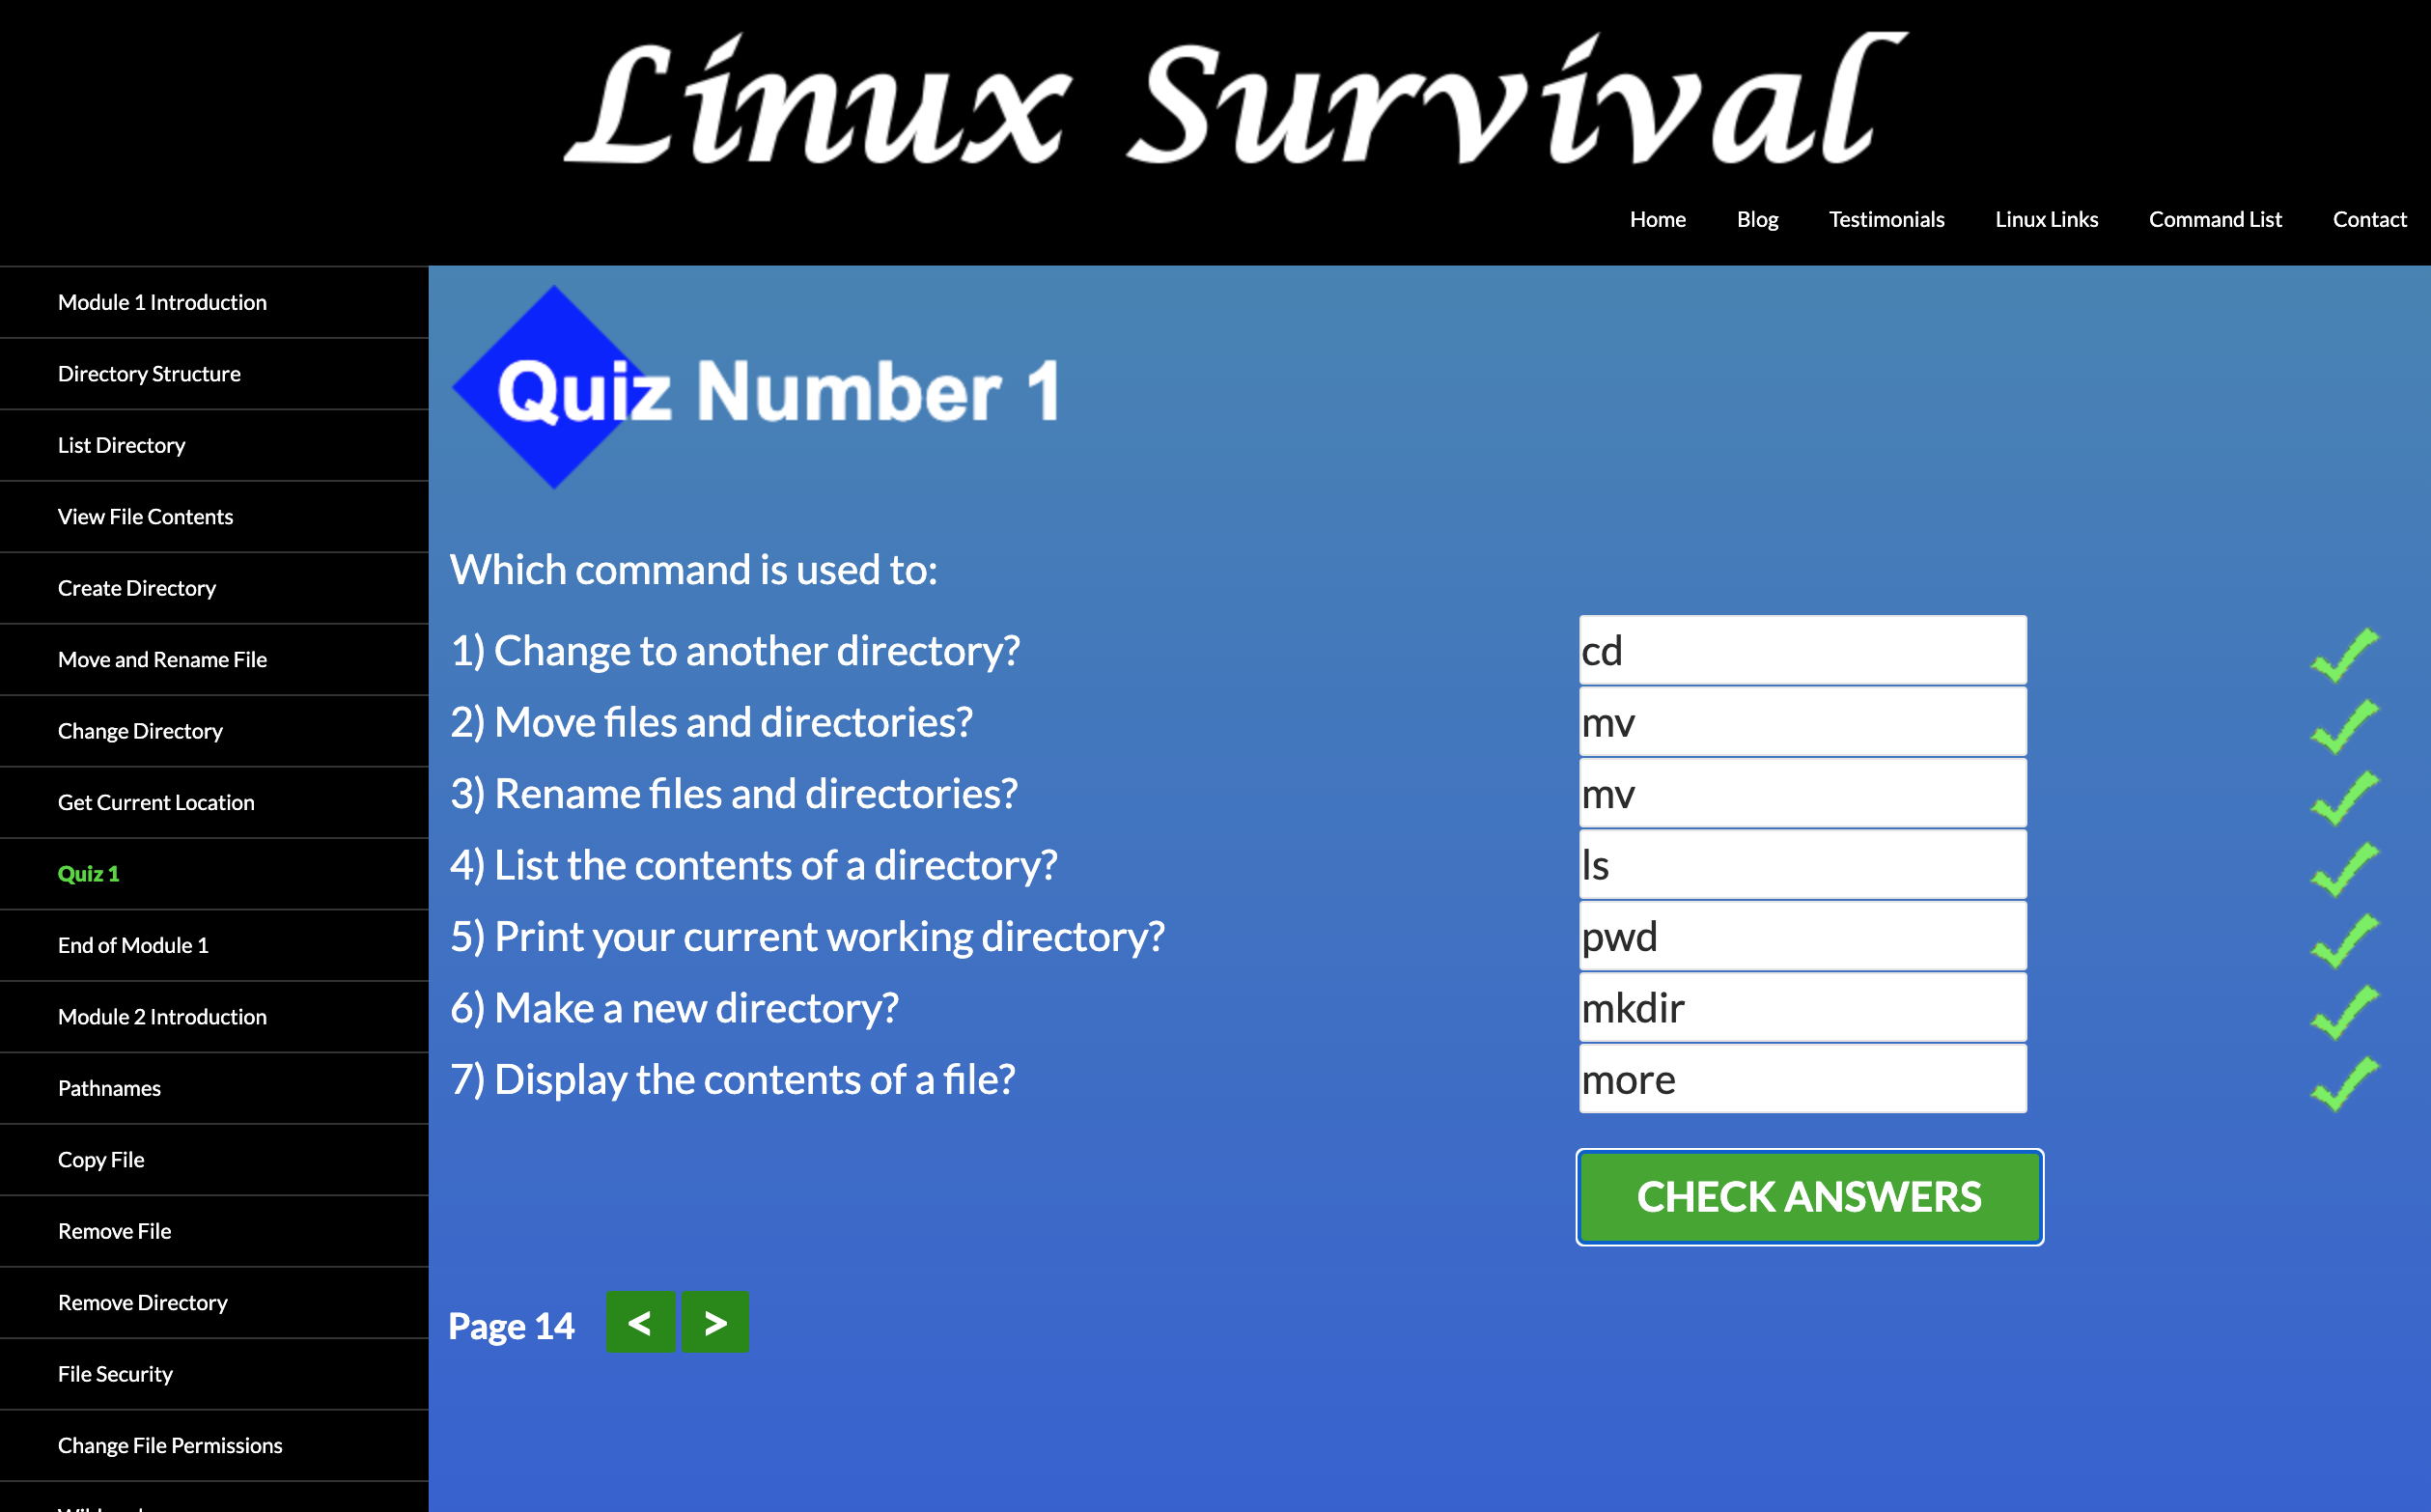 Linux Survival
Home Blog Testimonials Linux Links Command List Contact
Module 1 Introduction
Directory Structure
List Directory
View File Contents
Create Directory
Move and Rename File
Change Directory
Get Current Location
Quiz 1
End of Module 1
Module 2 Introduction
Pathnames
Copy File
Remove File
Remove Directory
File Security
Change File Permissions
Quiz Number 1
Which command is used to:
1) Change to another directory? cd
2) Move files and directories? mv
3) Rename files and directories? mv
4) List the contents of a directory? ls
5) Print your current working directory? pwd
6) Make a new directory? mkdir
7) Display the contents of a file? more
CHECK ANSWERS
Page 14 < >